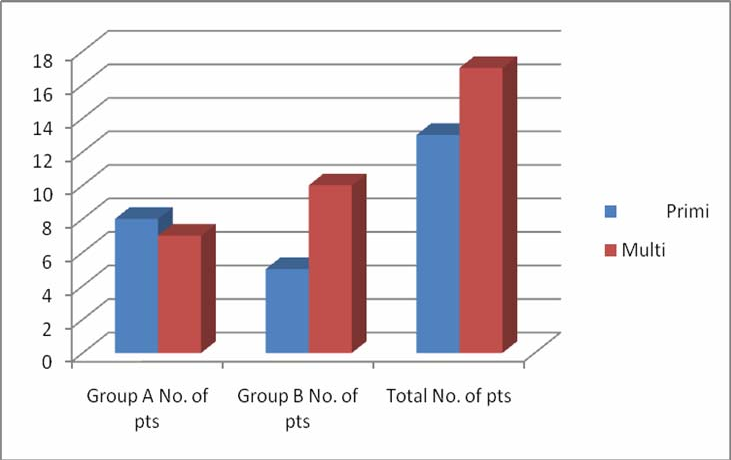 18
16
14
12
10
8
6
4
2
0
Group A No. of
pts
Group B No. of
pts
Total No. of pts
Primi
Multi